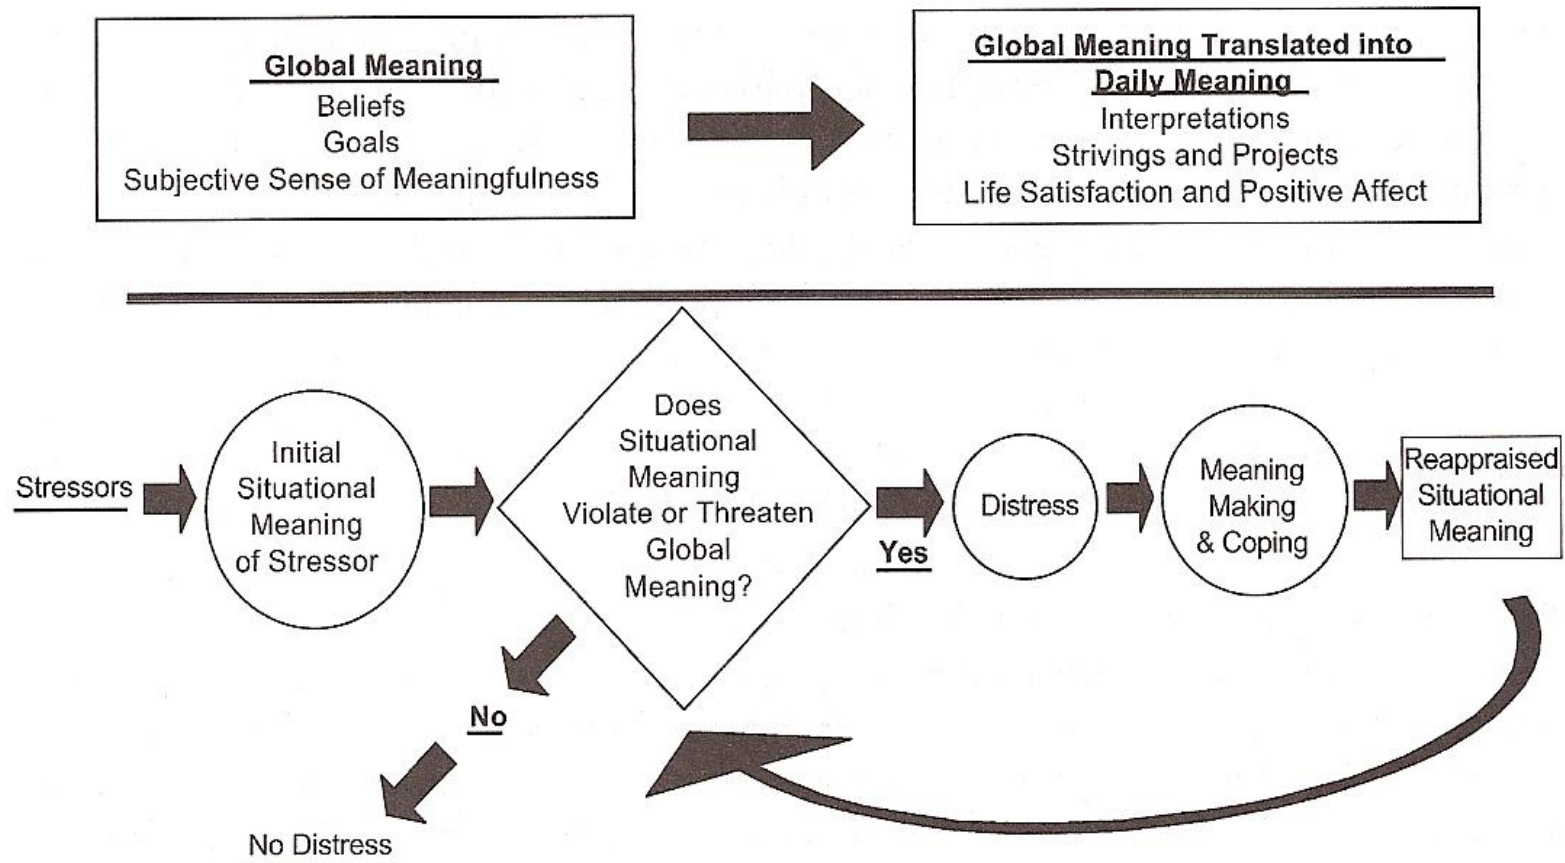 Global Meaning
Beliefs
Goals
Subjective Sense of Meaningfulness
Global Meaning Translated into
Daily Meaning
Interpretations
Strivings and Projects
Life Satisfaction and Positive Affect
Stressors
Initial
Situational
Meaning
of Stressor
Does
Situational
Meaning
Violate or Threaten
Global
Meaning?
Yes
Distress
Meaning
Making
& Coping
Reappraised
Situational
Meaning
No
No Distress